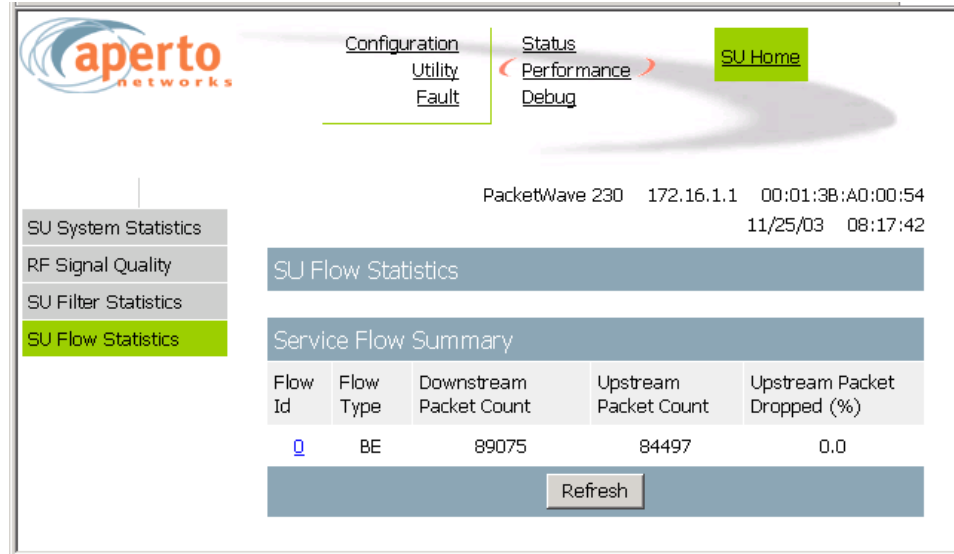 aperto
networks
Configuration
Utility
Fault
Status
Performance
Debug
SU Home
PacketWave 230 172.16.1.1 00:01:3B:A0:00:54
11/25/03 08:17:42
SU System Statistics
RF Signal Quality
SU Filter Statistics
SU Flow Statistics
SU Flow Statistics
Service Flow Summary
Flow Id Flow Type Downstream Packet Count Upstream Packet Count Upstream Packet Dropped (%)
0 BE 89075 84497 0.0
Refresh